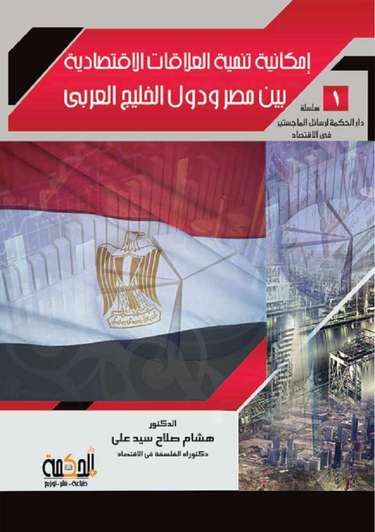 إمكانية تنمية العلاقات الاقتصادية
بين مصر ودول الخليج العربى
١
سلسلة
دار الحكمة لرسائل الماجستير
فى الاقتصاد
الدكتور
هشام صلاح سيد على
دكتوراه الفلسفة فى الاقتصاد
الحكمة
طباعة - نشر - توزيع